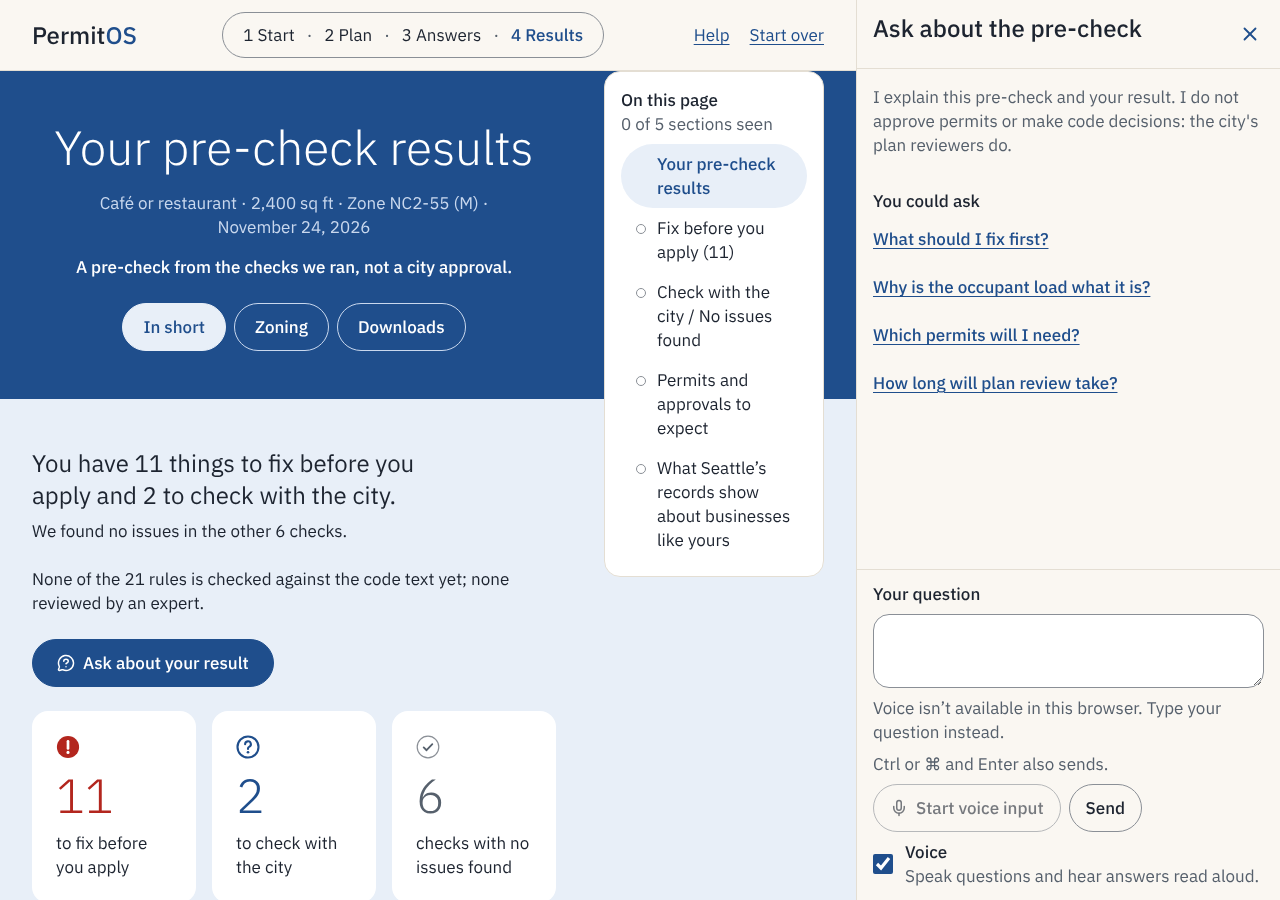 PermitOS
1 Start · 2 Plan · 3 Answers · 4 Results
Help
Start over
Your pre-check results
Café or restaurant · 2,400 sq ft · Zone NC2-55 (M) ·
November 24, 2026
A pre-check from the checks we ran, not a city approval.
In short
Zoning
Downloads
On this page
0 of 5 sections seen
Your pre-check
results
Fix before you
apply (11)
Check with the
city / No issues
found
Permits and
approvals to
expect
What Seattle’s
records show
about businesses
like yours
You have 11 things to fix before you
apply and 2 to check with the city.
We found no issues in the other 6 checks.
None of the 21 rules is checked against the code text yet; none
reviewed by an expert.
Ask about your result
11
to fix before
you apply
2
to check with
the city
6
checks with no
issues found
Ask about the pre-check
I explain this pre-check and your result. I do not
approve permits or make code decisions: the city's
plan reviewers do.
You could ask
What should I fix first?
Why is the occupant load what it is?
Which permits will I need?
How long will plan review take?
Your question
Voice isn’t available in this browser. Type your
question instead.
Ctrl or ⌘ and Enter also sends.
Start voice input
Send
Voice
Speak questions and hear answers read aloud.